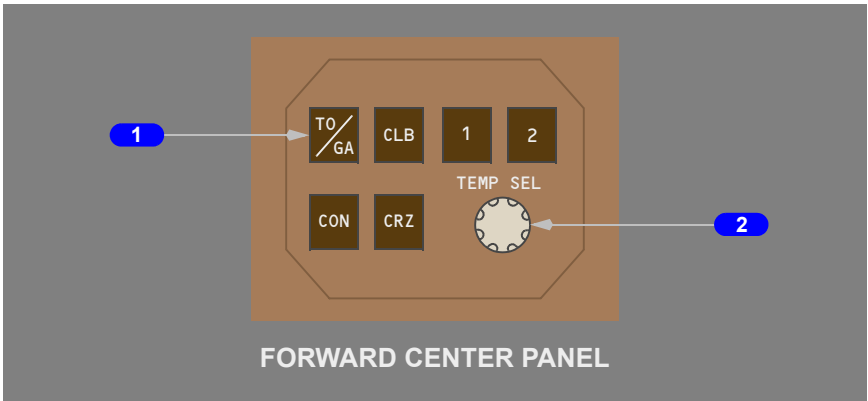 TO/GA CLB 1 2
1
TEMP SEL
CON CRZ
2
FORWARD CENTER PANEL